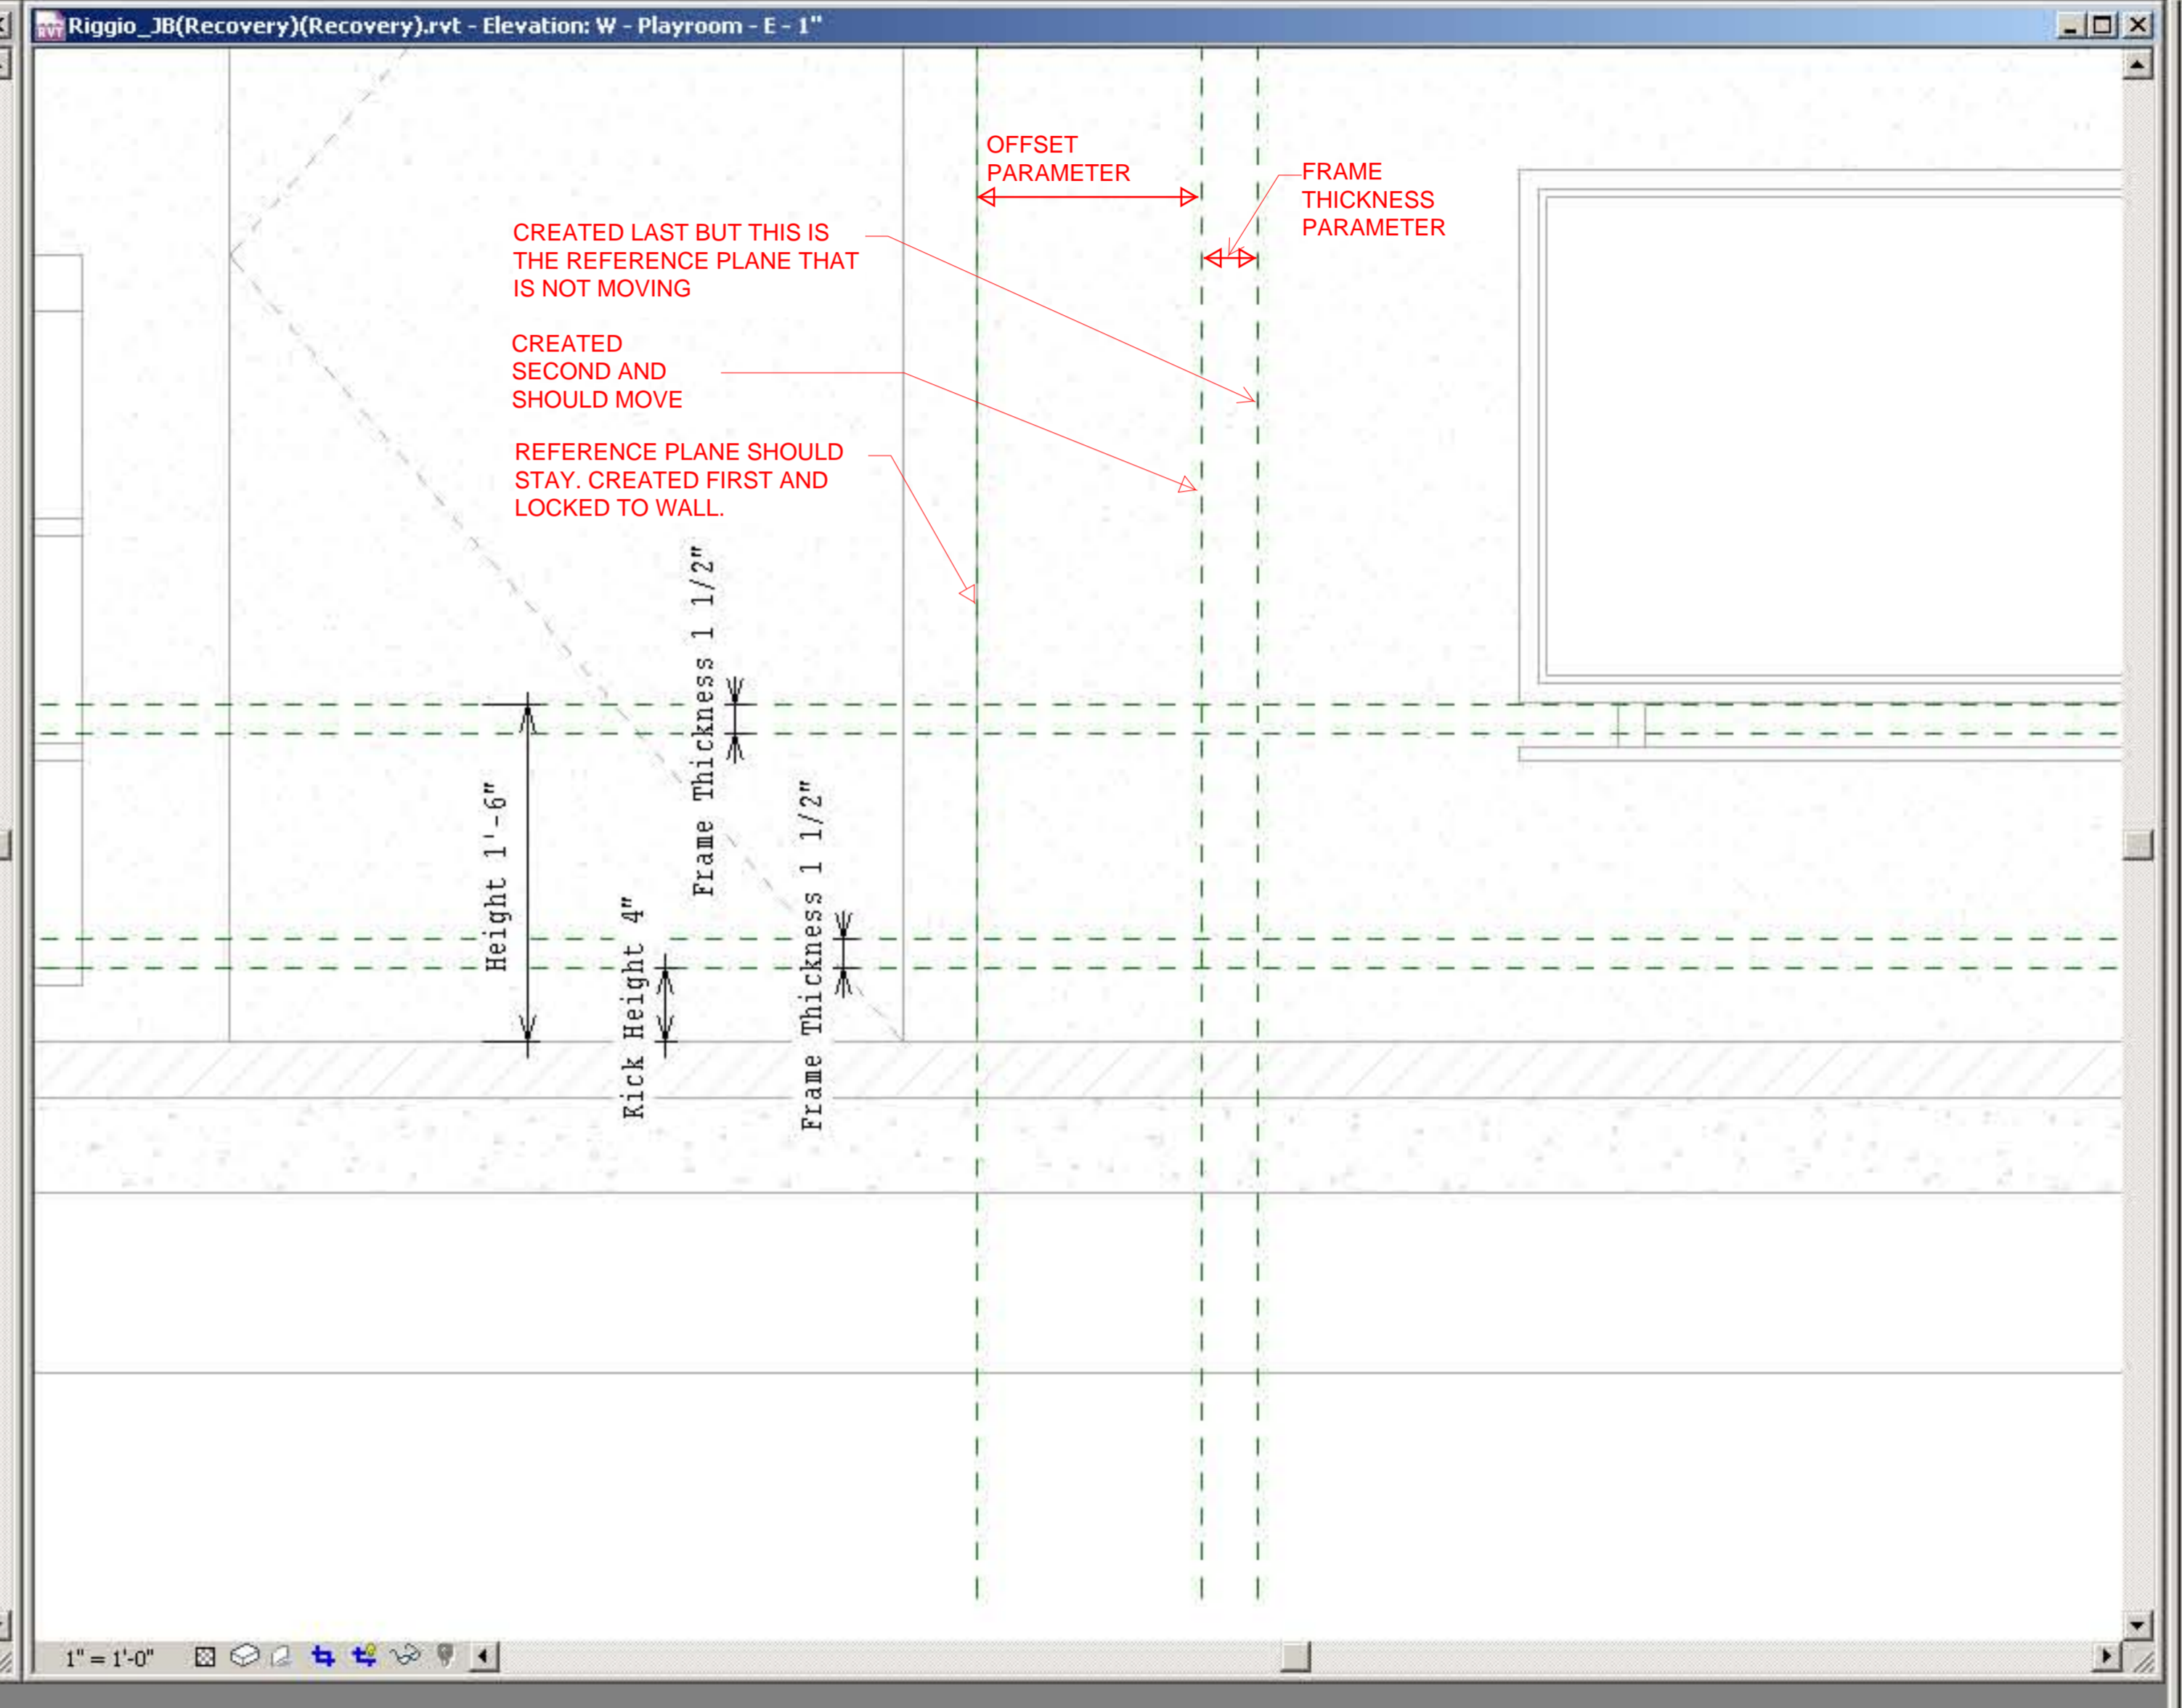 Riggio_JB(Recovery)(Recovery).rvt - Elevation: W - Playroom - E - 1"
OFFSET
PARAMETER
FRAME
THICKNESS
PARAMETER
CREATED LAST BUT THIS IS
THE REFERENCE PLANE THAT
IS NOT MOVING
CREATED
SECOND AND
SHOULD MOVE
REFERENCE PLANE SHOULD
STAY. CREATED FIRST AND
LOCKED TO WALL.
Height 1'-6"
Kick Height 4"
Frame Thickness 1 1/2"
Frame Thickness 1 1/2"
1" = 1'-0"